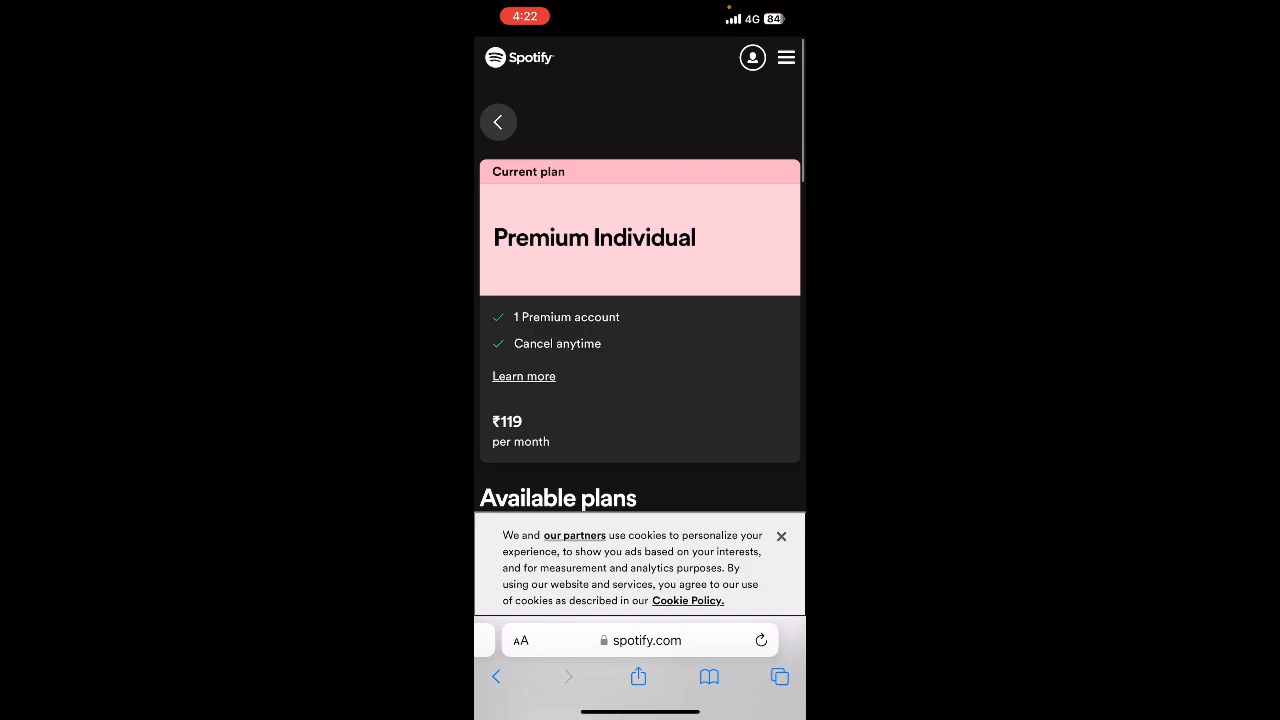 4:22
4G 84
Spotify
Current plan
Premium Individual
1 Premium account
Cancel anytime
Learn more
₹119
per month
Available plans
We and our partners use cookies to personalize your
experience, to show you ads based on your interests,
and for measurement and analytics purposes. By
using our website and services, you agree to our use
of cookies as described in our Cookie Policy.
AA
spotify.com